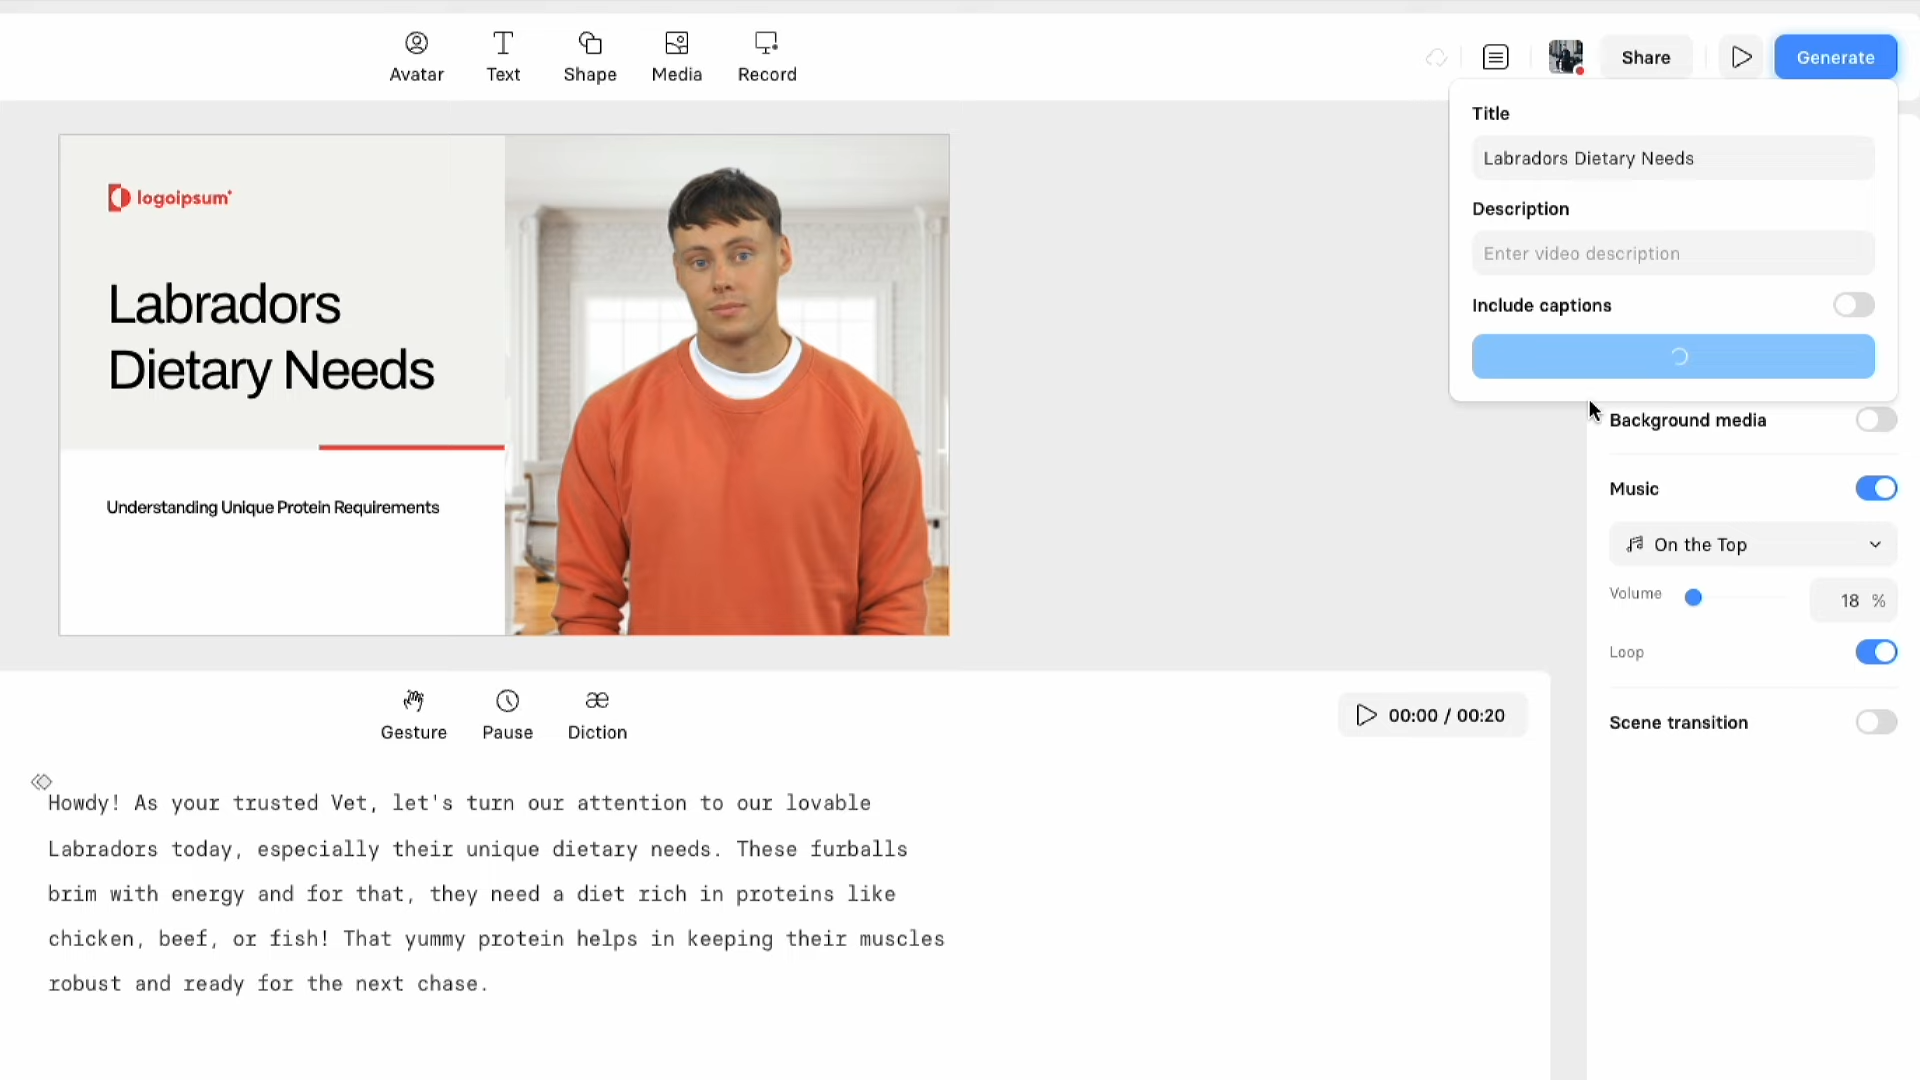 Avatar
Text
Shape
Media
Record
Share
Generate
Title
Labradors Dietary Needs
Description
Enter video description
Include captions
logoipsum
Labradors
Dietary Needs
Understanding Unique Protein Requirements
Background media
Music
On the Top
Volume
18 %
Loop
Scene transition
Gesture
Pause
Diction
00:00 / 00:20
Howdy! As your trusted Vet, let's turn our attention to our lovable
Labradors today, especially their unique dietary needs. These furballs
brim with energy and for that, they need a diet rich in proteins like
chicken, beef, or fish! That yummy protein helps in keeping their muscles
robust and ready for the next chase.